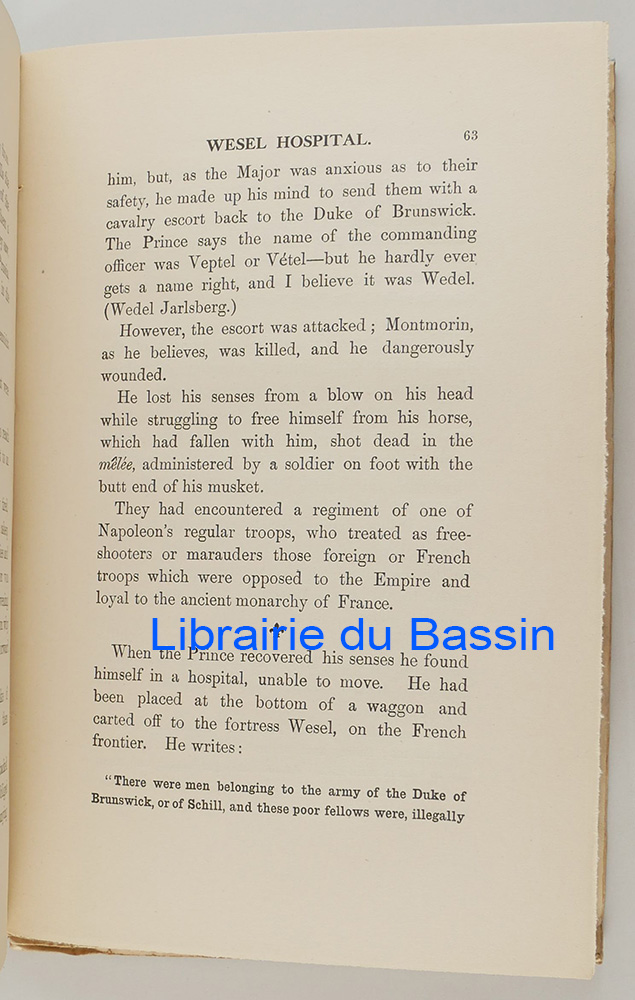 WESEL HOSPITAL. 63
him, but, as the Major was anxious as to their
safety, he made up his mind to send them with a
cavalry escort back to the Duke of Brunswick.
The Prince says the name of the commanding
officer was Veptel or Vétel—but he hardly ever
gets a name right, and I believe it was Wedel.
(Wedel Jarlsberg.)
However, the escort was attacked; Montmorin,
as he believes, was killed, and he dangerously
wounded.
He lost his senses from a blow on his head
while struggling to free himself from his horse,
which had fallen with him, shot dead in the
mêlée, administered by a soldier on foot with the
butt end of his musket.
They had encountered a regiment of one of
Napoleon's regular troops, who treated as free-
shooters or marauders those foreign or French
troops which were opposed to the Empire and
loyal to the ancient monarchy of France.
Librairie du Bassin
When the Prince recovered his senses he found
himself in a hospital, unable to move. He had
been placed at the bottom of a waggon and
carted off to the fortress Wesel, on the French
frontier. He writes:
"There were men belonging to the army of the Duke of
Brunswick, or of Schill, and these poor fellows were, illegally